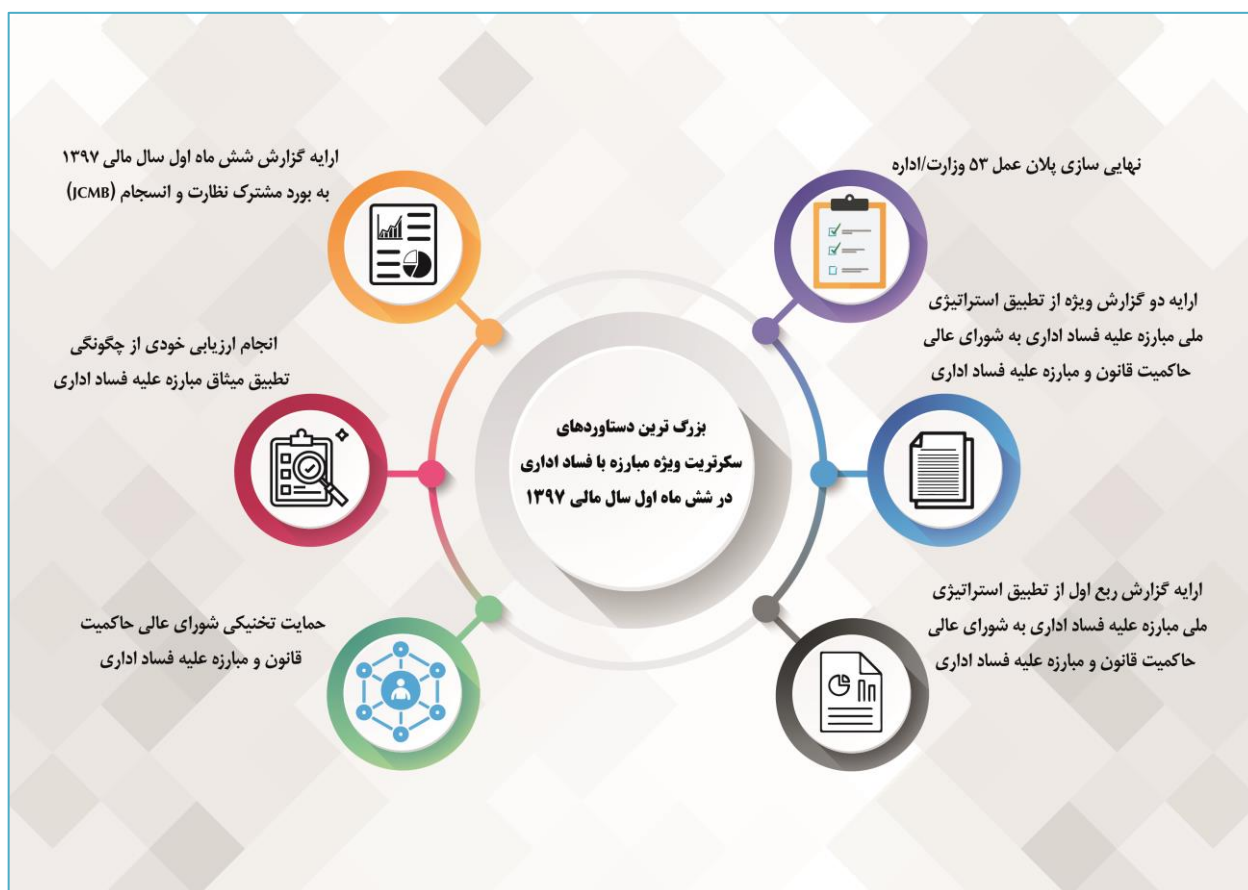 بزرگ ترین دستاوردهای
سکرتریت ویژه مبارزه با فساد اداری
در شش ماه اول سال مالی ۱۳۹۷
نهایی سازی پلان عمل ۵۳ وزارت/اداره
ارایه دو گزارش ویژه از تطبیق استراتیژی
ملی مبارزه علیه فساد اداری به شورای عالی
حاکمیت قانون و مبارزه علیه فساد اداری
ارایه گزارش ربع اول از تطبیق استراتیژی
ملی مبارزه علیه فساد اداری به شورای عالی
حاکمیت قانون و مبارزه علیه فساد اداری
ارایه گزارش شش ماه اول سال مالی ۱۳۹۷
به بورد مشترک نظارت و انسجام (JCMB)
انجام ارزیابی خودی از چگونگی
تطبیق میثاق مبارزه علیه فساد اداری
حمایت تخنیکی شورای عالی حاکمیت
قانون و مبارزه علیه فساد اداری